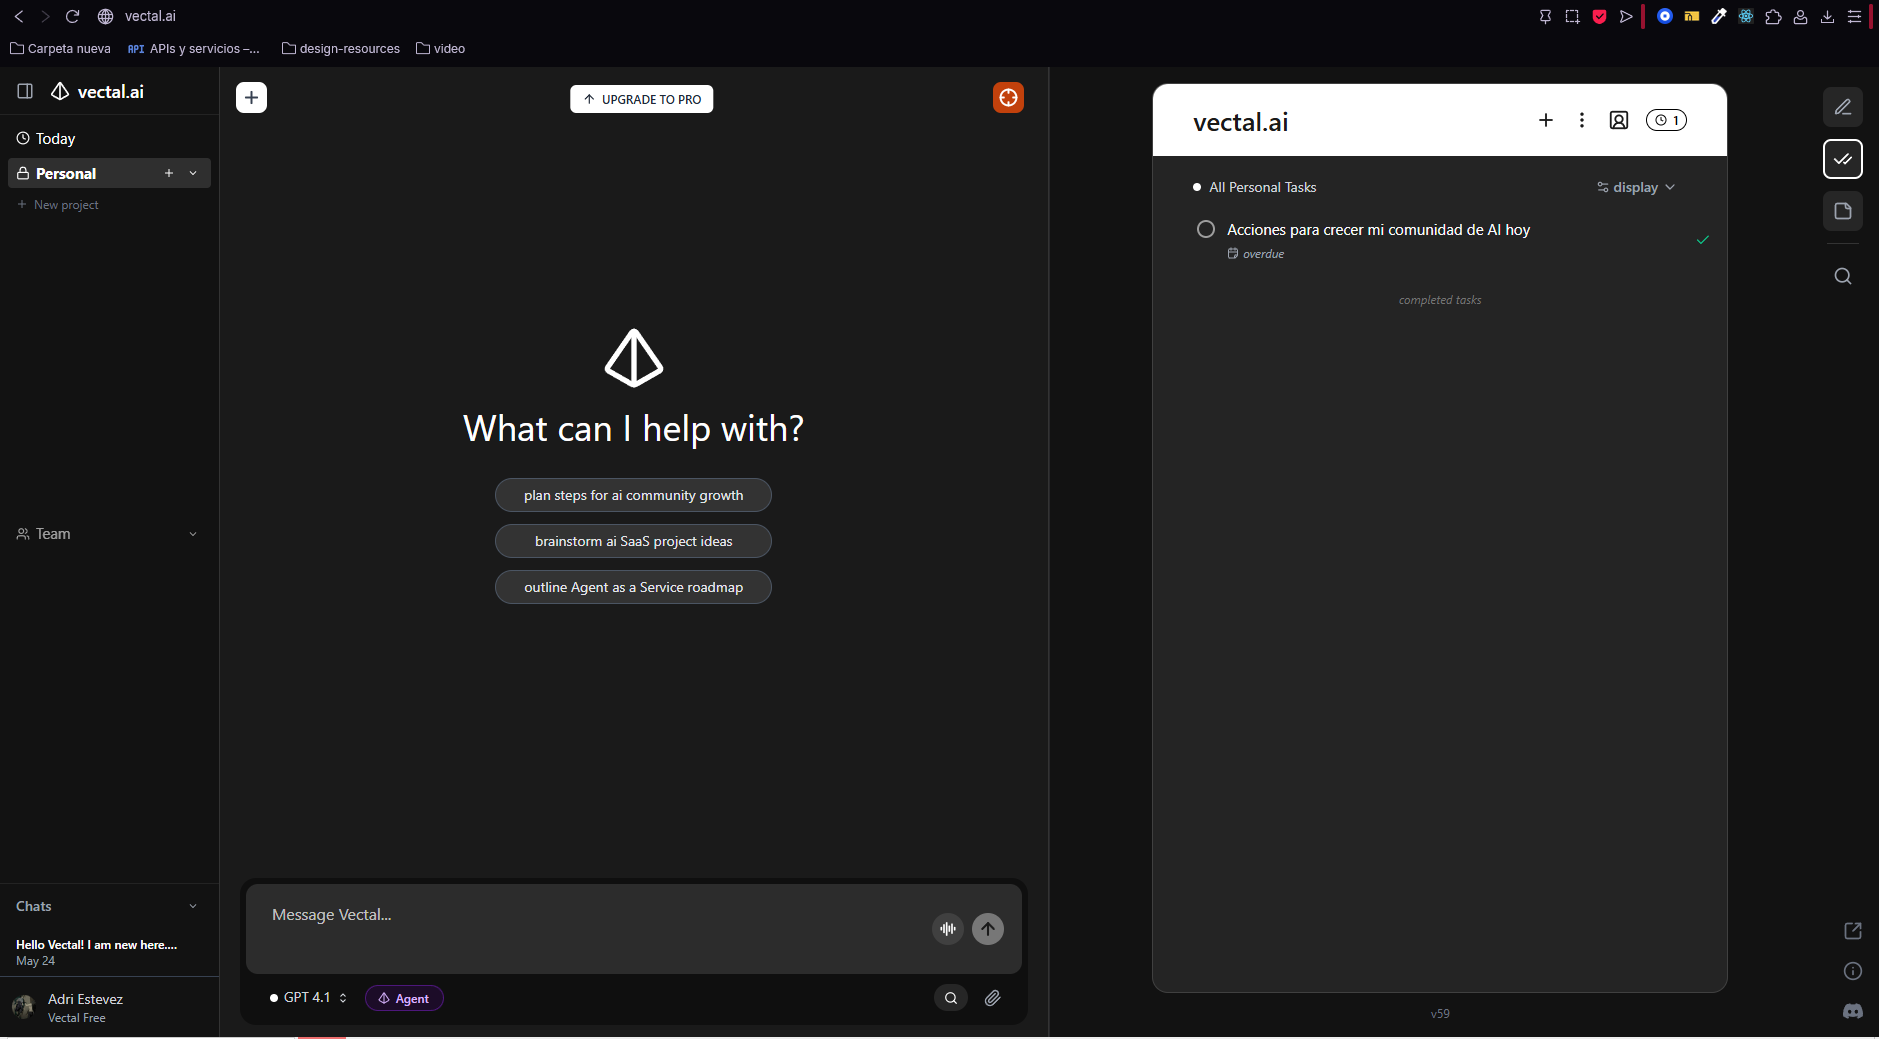 vectal.ai
Carpeta nueva
API APIs y servicios –...
design-resources
video
vectal.ai
Today
Personal
New project
Team
Chats
Hello Vectal! I am new here....
May 24
Adri Estevez
Vectal Free
UPGRADE TO PRO
What can I help with?
plan steps for ai community growth
brainstorm ai SaaS project ideas
outline Agent as a Service roadmap
Message Vectal...
GPT 4.1
Agent
vectal.ai
1
All Personal Tasks
display
Acciones para crecer mi comunidad de AI hoy
overdue
completed tasks
v59